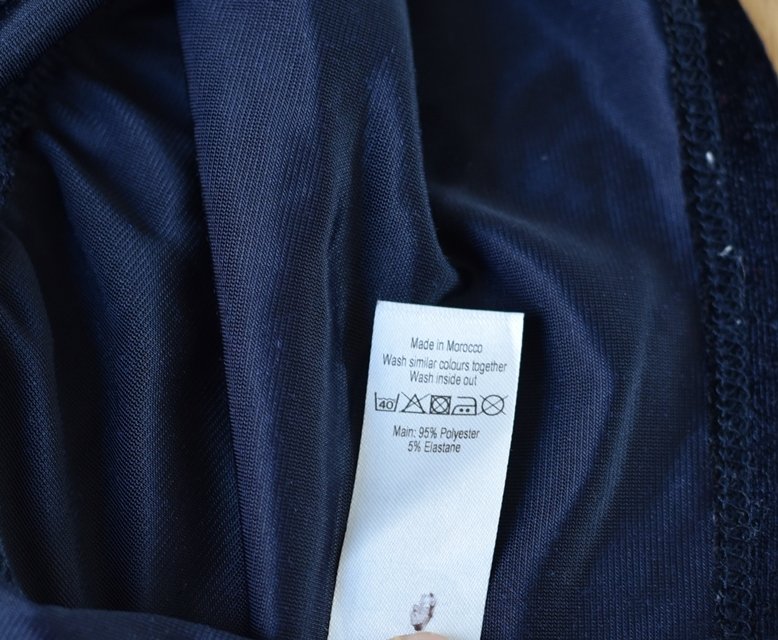 Made in Morocco
Wash similar colours together
Wash inside out
40
Main: 95% Polyester
5% Elastane